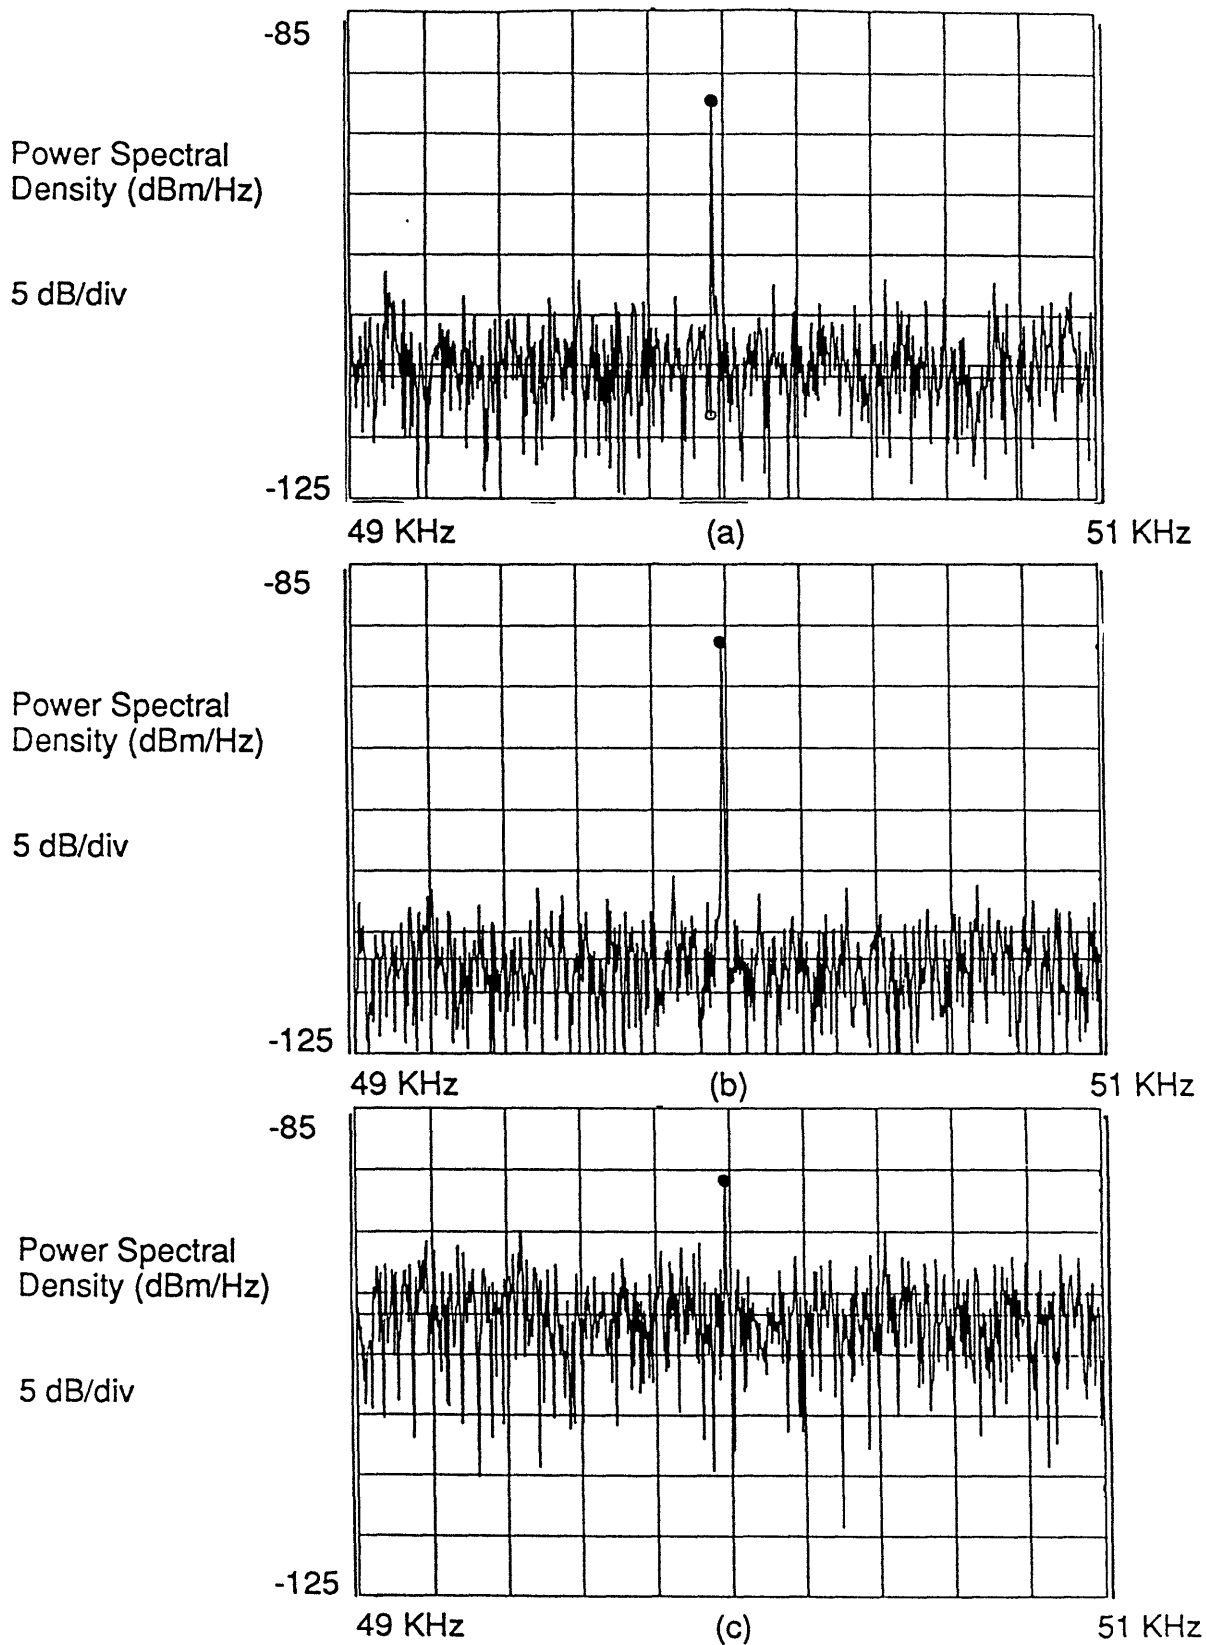 -85
Power Spectral
Density (dBm/Hz)
5 dB/div
-125
49 KHz
(a)
51 KHz
-85
Power Spectral
Density (dBm/Hz)
5 dB/div
-125
49 KHz
(b)
51 KHz
-85
Power Spectral
Density (dBm/Hz)
5 dB/div
-125
49 KHz
(c)
51 KHz